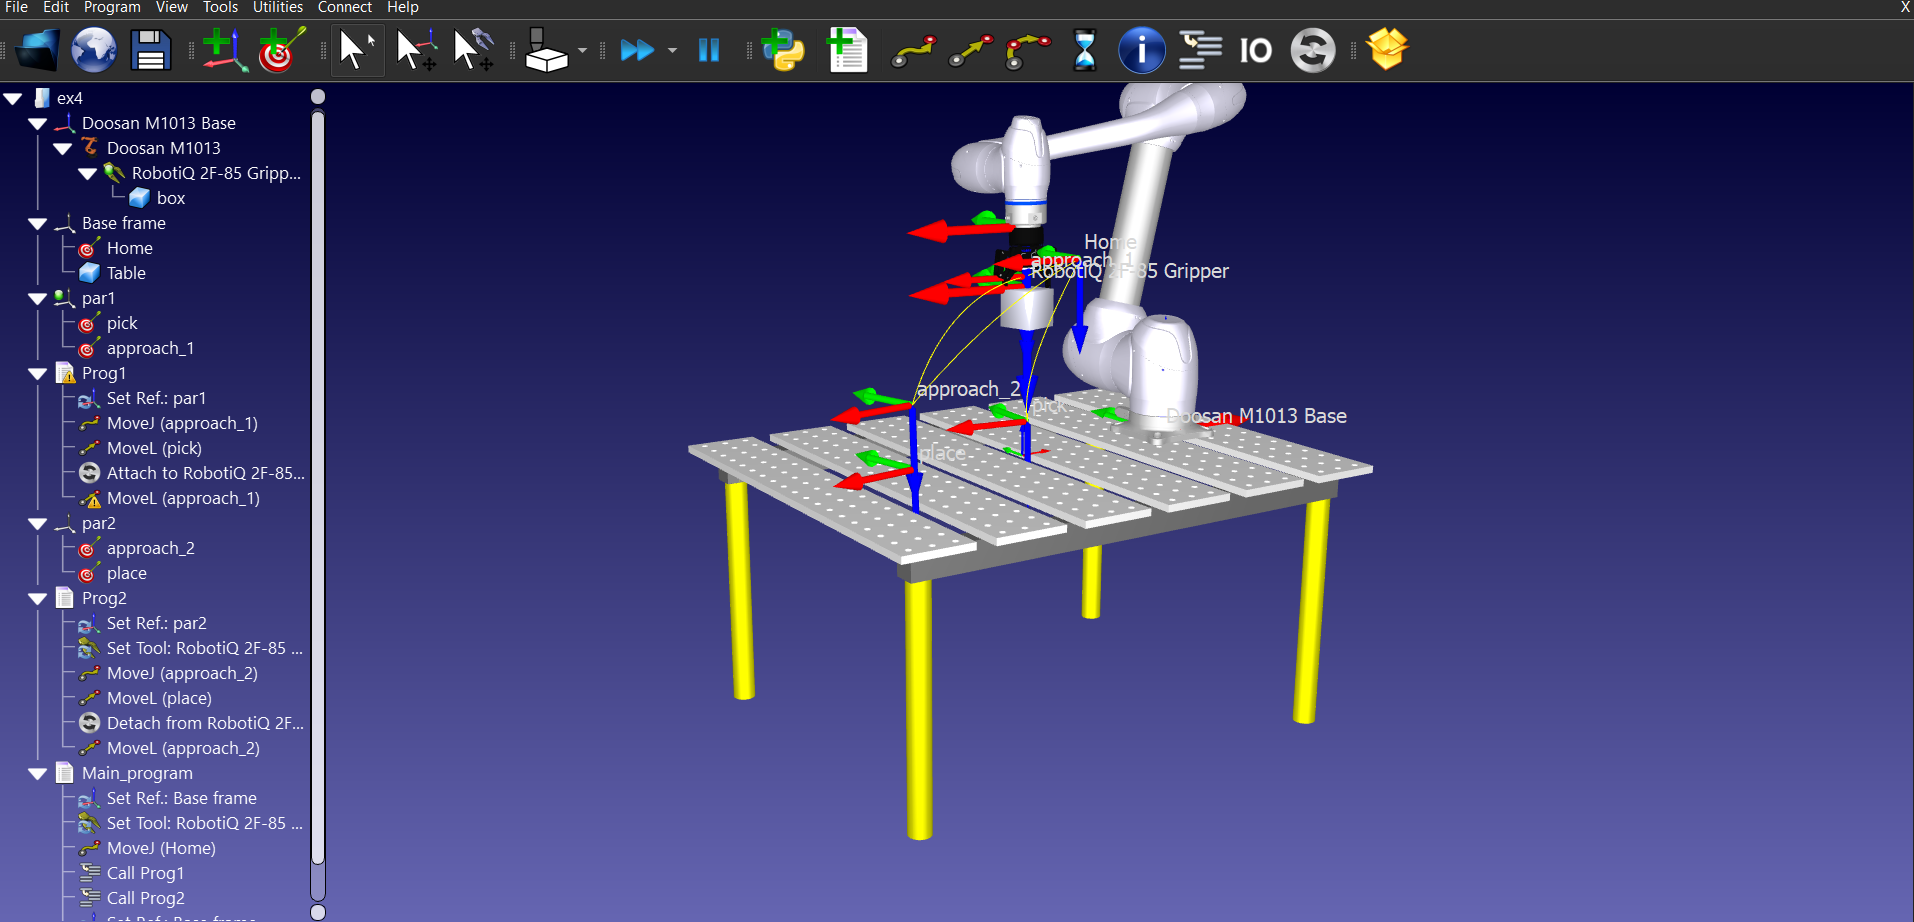 File Edit Program View Tools Utilities Connect Help X
IO
ex4
Doosan M1013 Base
Doosan M1013
RobotiQ 2F-85 Gripp...
box
Base frame
Home
Table
par1
pick
approach_1
Prog1
Set Ref.: par1
MoveJ (approach_1)
MoveL (pick)
Attach to RobotiQ 2F-85...
MoveL (approach_1)
par2
approach_2
place
Prog2
Set Ref.: par2
Set Tool: RobotiQ 2F-85 ...
MoveJ (approach_2)
MoveL (place)
Detach from RobotiQ 2F...
MoveL (approach_2)
Main_program
Set Ref.: Base frame
Set Tool: RobotiQ 2F-85 ...
MoveJ (Home)
Call Prog1
Call Prog2
Set Ref.: Base frame
Home
approach_1
RobotiQ 2F-85 Gripper
approach_2
pick
Doosan M1013 Base
place